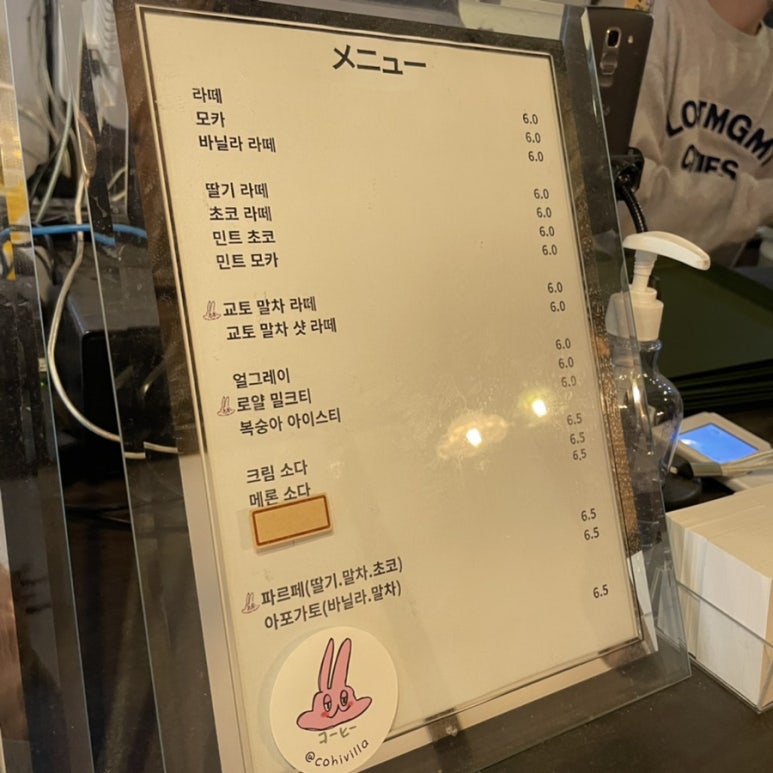 メニュー
라떼 6.0
모카 6.0
바닐라 라떼 6.0
딸기 라떼 6.0
초코 라떼 6.0
민트 초코 6.0
민트 모카 6.0
교토 말차 라떼 6.0
교토 말차 샷 라떼 6.0
얼그레이 6.0
로얄 밀크티 6.0
복숭아 아이스티 6.0
크림 소다 6.5
메론 소다 6.5
6.5
파르페(딸기.말차.초코) 6.5
아포가토(바닐라.말차) 6.5
6.5
コーヒー
@cohivilla